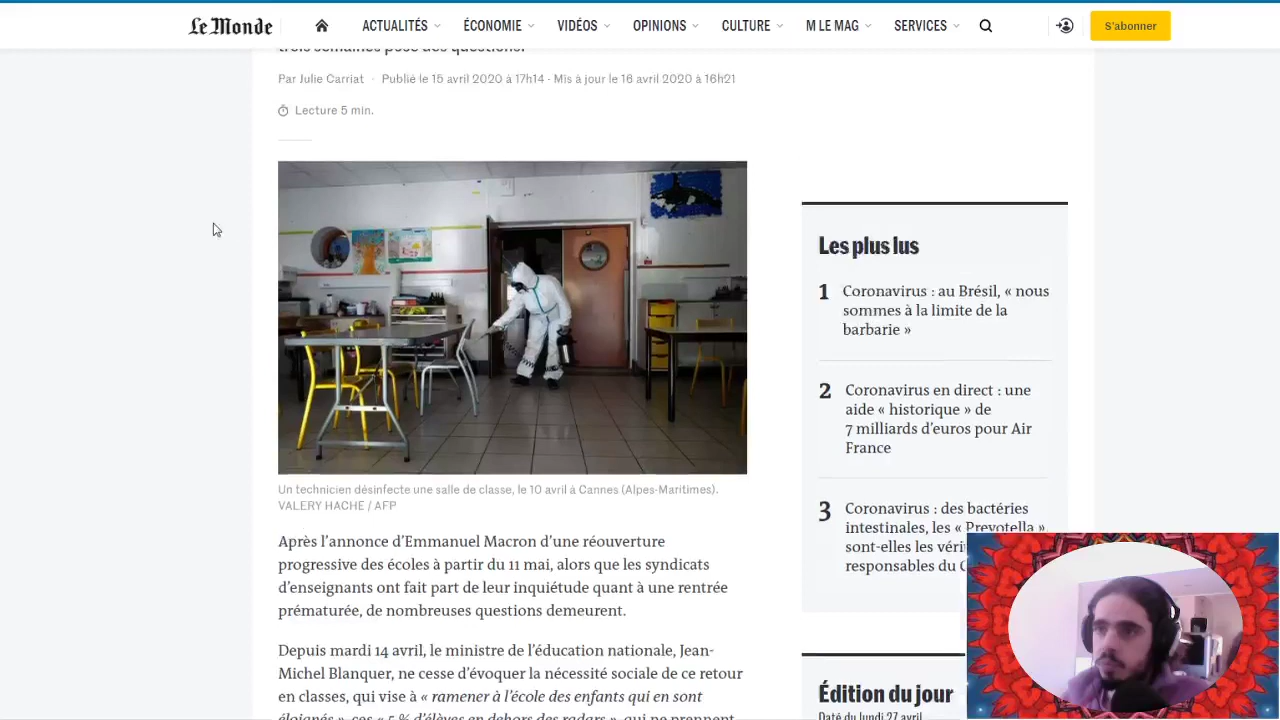 Le Monde
ACTUALITÉS
ÉCONOMIE
VIDÉOS
OPINIONS
CULTURE
M LE MAG
SERVICES
S'abonner
trois semaines pose des questions.
Par Julie Carriat · Publié le 15 avril 2020 à 17h14 - Mis à jour le 16 avril 2020 à 16h21
Lecture 5 min.
Un technicien désinfecte une salle de classe, le 10 avril à Cannes (Alpes-Maritimes).
VALERY HACHE / AFP
Après l'annonce d'Emmanuel Macron d'une réouverture
progressive des écoles à partir du 11 mai, alors que les syndicats
d'enseignants ont fait part de leur inquiétude quant à une rentrée
prématurée, de nombreuses questions demeurent.
Depuis mardi 14 avril, le ministre de l'éducation nationale, Jean-
Michel Blanquer, ne cesse d'évoquer la nécessité sociale de ce retour
en classes, qui vise à « ramener à l'école des enfants qui en sont
éloignés », ces « 5 % d'élèves en dehors des radars », qui ne prennent
Les plus lus
1 Coronavirus : au Brésil, « nous
sommes à la limite de la
barbarie »
2 Coronavirus en direct : une
aide « historique » de
7 milliards d'euros pour Air
France
3 Coronavirus : des bactéries
intestinales, les « Prevotella »,
sont-elles les
responsables du
Édition du jour
Daté du lundi 27 avril